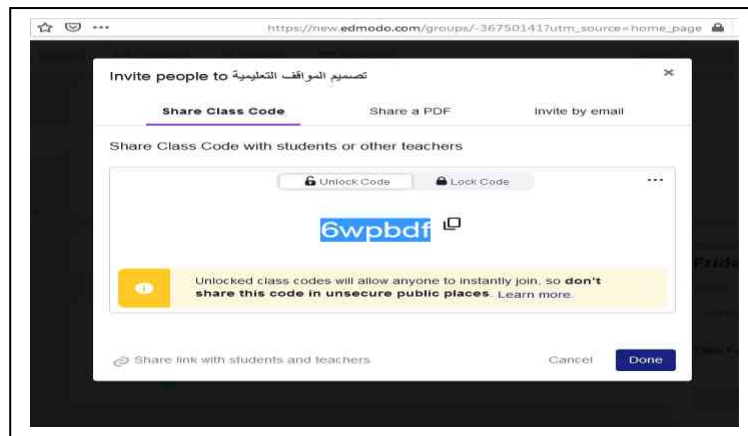 https://new.edmodo.com/groups/-36750141?utm_source=home_page
Invite people to تصميم المواقف التعليمية
Share Class Code Share a PDF Invite by email
Share Class Code with students or other teachers
Unlock Code Lock Code
6wpbdf
Unlocked class codes will allow anyone to instantly join, so don't
share this code in unsecure public places. Learn more.
Share link with students and teachers Cancel Done